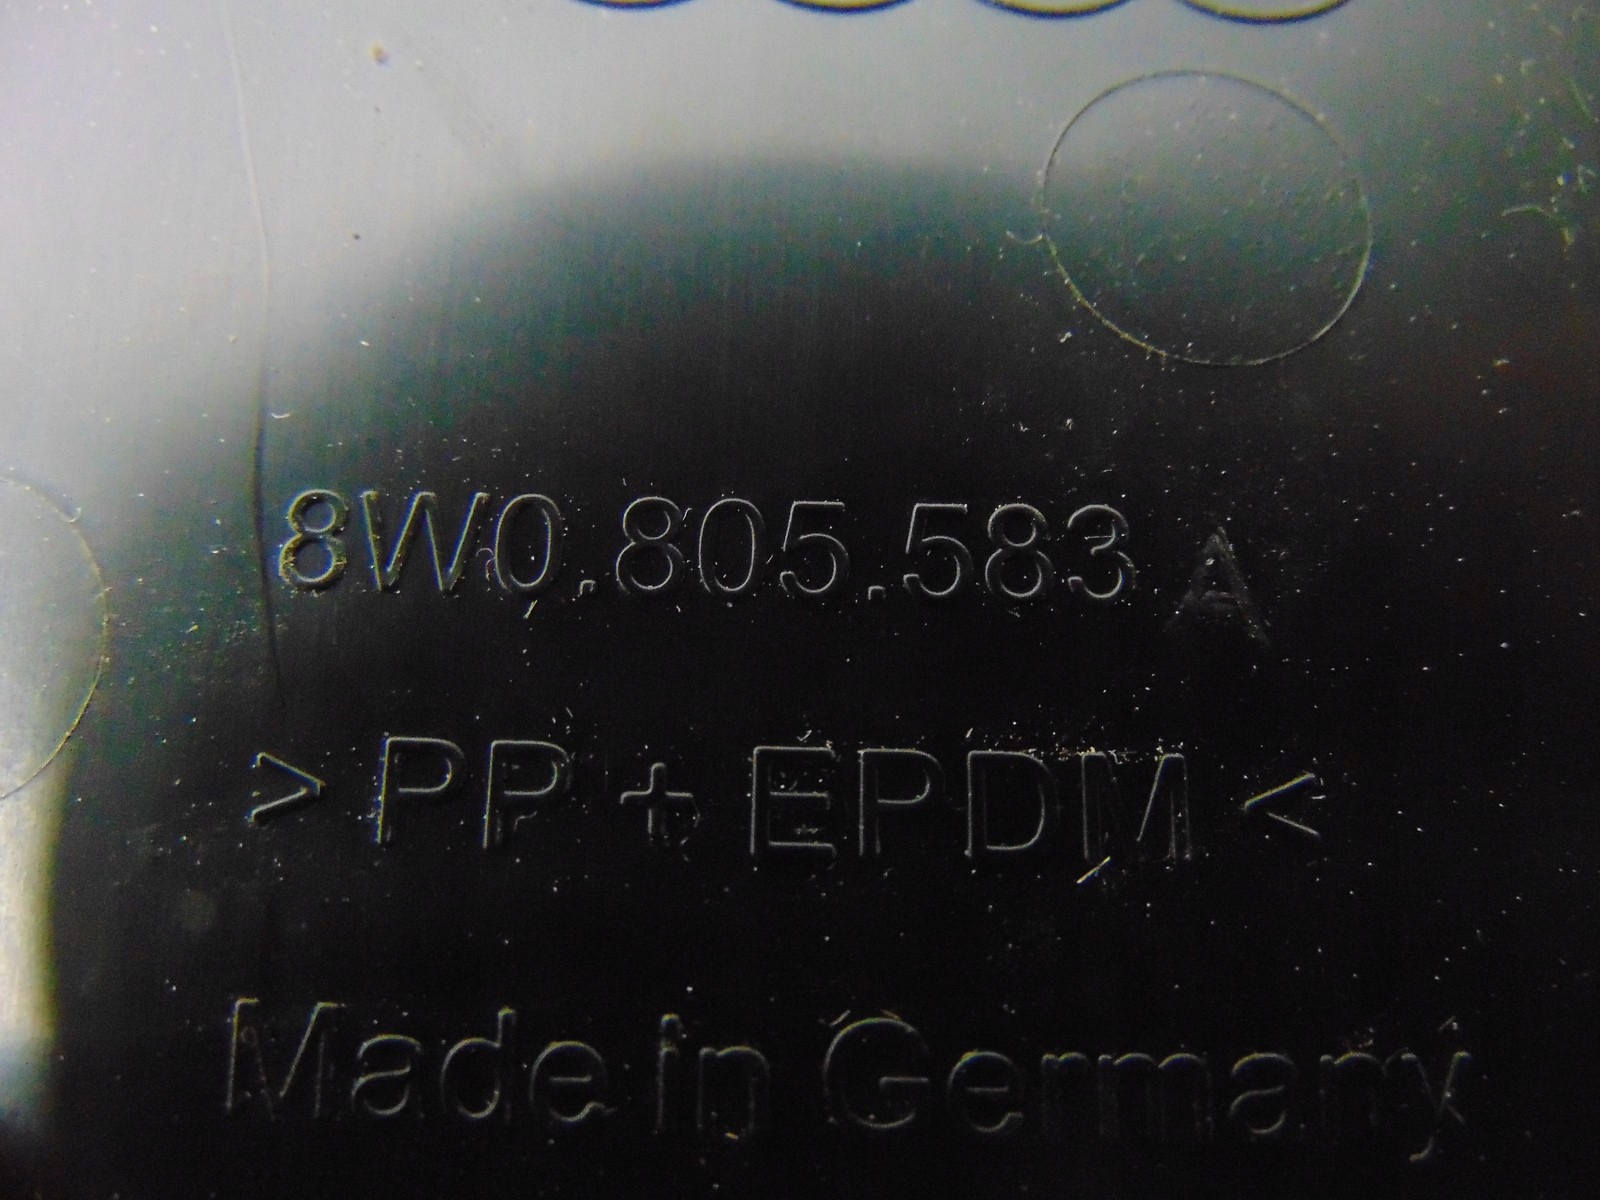 8W0.805.583 A
> PP + EPDM <
Made in Germany